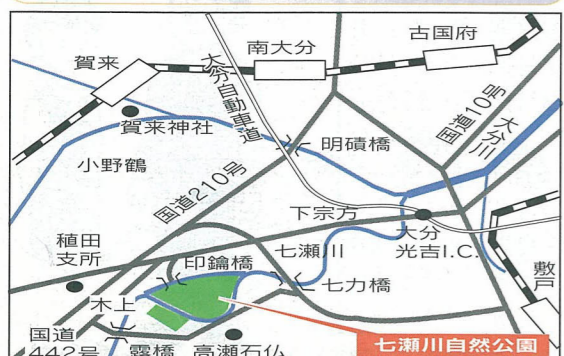 古国府
南大分
賀来
大分自動車道
国道10号
大分川
賀来神社
明磧橋
小野鶴
国道210号
下宗方
大分
光吉I.C.
七瀬川
稙田
支所
印鑰橋
七力橋
敷戸
木上
国道
442号
霧橋
高瀬石仏
七瀬川自然公園